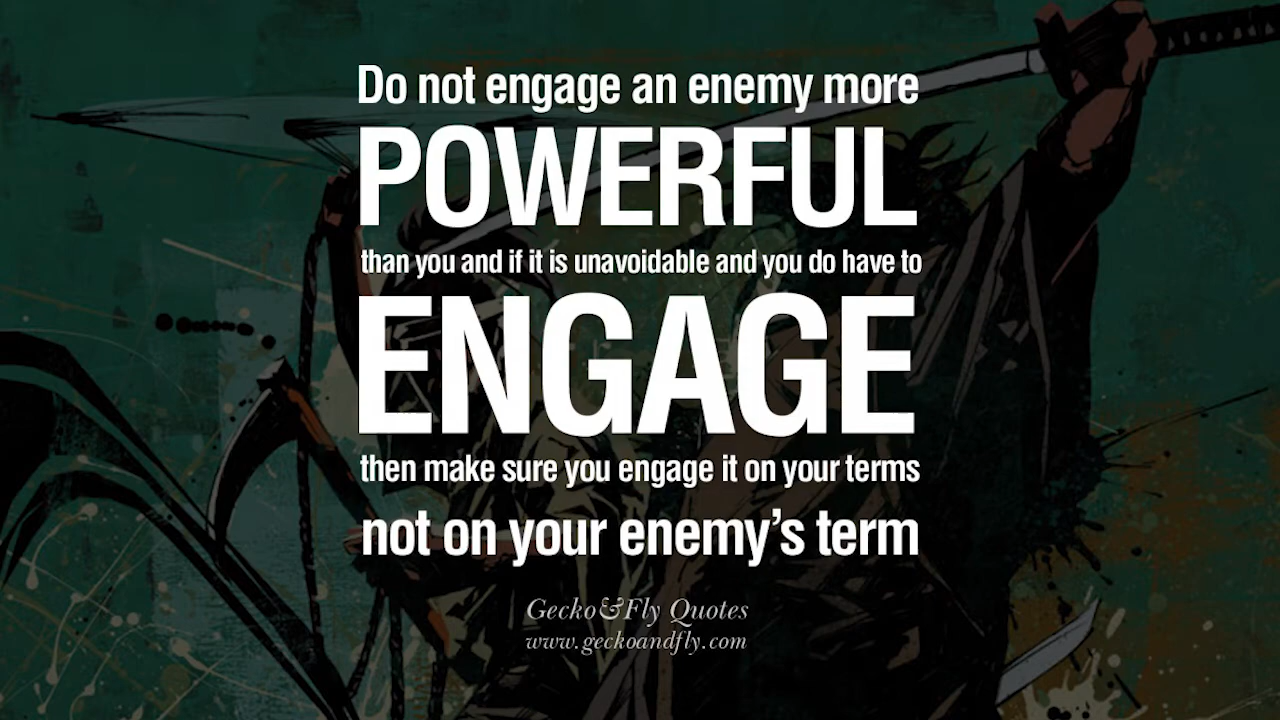 Do not engage an enemy more
POWERFUL
than you and if it is unavoidable and you do have to
ENGAGE
then make sure you engage it on your terms
not on your enemy’s term
Gecko&Fly Quotes
www.geckoandfly.com